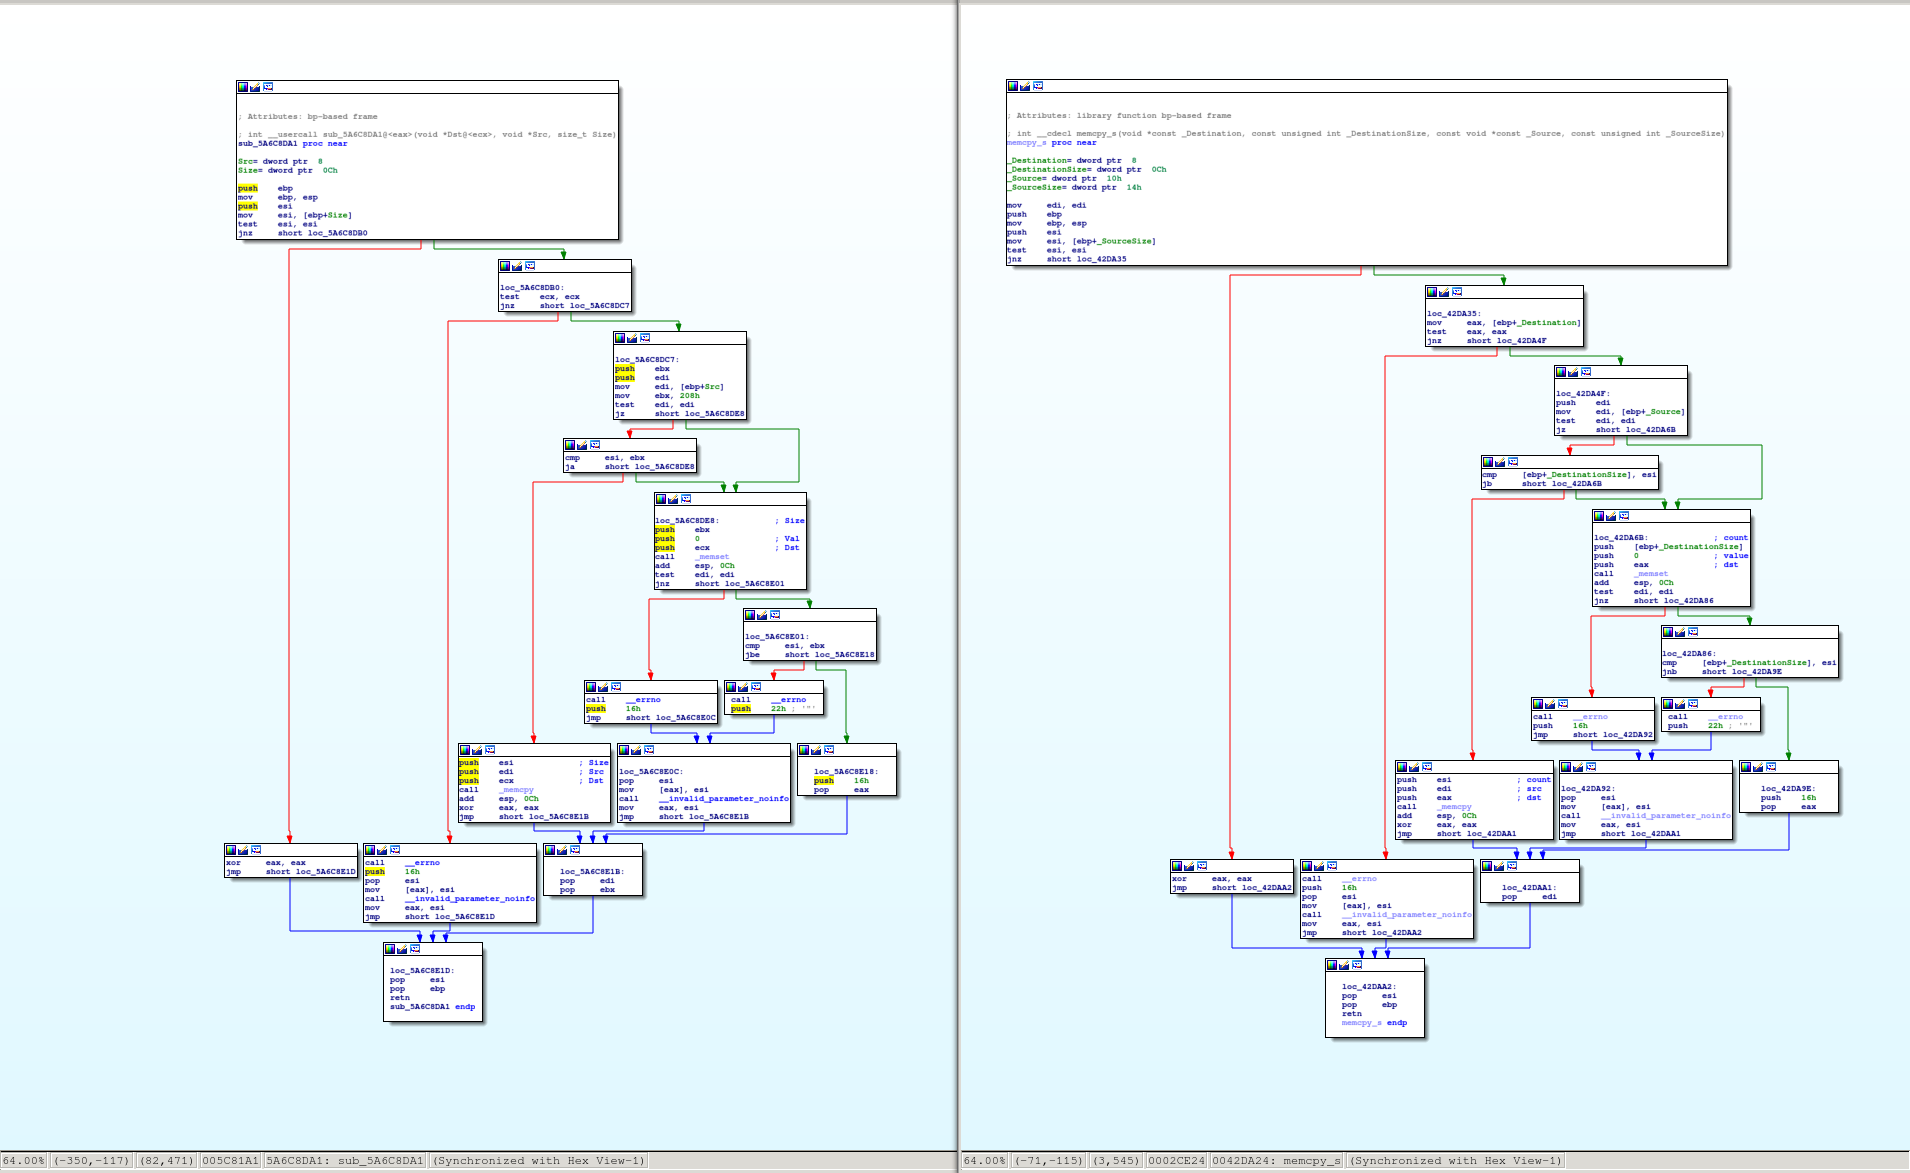 ; Attributes: bp-based frame
; int __usercall sub_5A6C8DA1@<eax>(void *Dst@<ecx>, void *Src, size_t Size)
sub_5A6C8DA1 proc near
Src= dword ptr  8
Size= dword ptr  0Ch
push    ebp
mov     ebp, esp
push    esi
mov     esi, [ebp+Size]
test    esi, esi
jnz     short loc_5A6C8DB0
loc_5A6C8DB0:
test    ecx, ecx
jnz     short loc_5A6C8DC7
loc_5A6C8DC7:
push    ebx
push    edi
mov     edi, [ebp+Src]
mov     ebx, 208h
test    edi, edi
jz      short loc_5A6C8DE8
cmp     esi, ebx
ja      short loc_5A6C8DE8
loc_5A6C8DE8:           ; Size
push    ebx
push    0               ; Val
push    ecx             ; Dst
call    _memset
add     esp, 0Ch
test    edi, edi
jnz     short loc_5A6C8E01
loc_5A6C8E01:
cmp     esi, ebx
jbe     short loc_5A6C8E18
call    __errno
push    16h
jmp     short loc_5A6C8E0C
call    __errno
push    22h ; '"'
push    esi             ; Size
push    edi             ; Src
push    ecx             ; Dst
call    _memcpy
add     esp, 0Ch
xor     eax, eax
jmp     short loc_5A6C8E1B
loc_5A6C8E0C:
pop     esi
mov     [eax], esi
call    __invalid_parameter_noinfo
mov     eax, esi
jmp     short loc_5A6C8E1B
loc_5A6C8E18:
push    16h
pop     eax
xor     eax, eax
jmp     short loc_5A6C8E1D
call    __errno
push    16h
pop     esi
mov     [eax], esi
call    __invalid_parameter_noinfo
mov     eax, esi
jmp     short loc_5A6C8E1D
loc_5A6C8E1B:
pop     edi
pop     ebx
loc_5A6C8E1D:
pop     esi
pop     ebp
retn
sub_5A6C8DA1 endp
64.00% (-350,-117) (82,471) 005C81A1 5A6C8DA1: sub_5A6C8DA1 (Synchronized with Hex View-1)
; Attributes: library function bp-based frame
; int __cdecl memcpy_s(void *const _Destination, const unsigned int _DestinationSize, const void *const _Source, const unsigned int _SourceSize)
memcpy_s proc near
_Destination= dword ptr  8
_DestinationSize= dword ptr  0Ch
_Source= dword ptr  10h
_SourceSize= dword ptr  14h
mov     edi, edi
push    ebp
mov     ebp, esp
push    esi
mov     esi, [ebp+_SourceSize]
test    esi, esi
jnz     short loc_42DA35
loc_42DA35:
mov     eax, [ebp+_Destination]
test    eax, eax
jnz     short loc_42DA4F
loc_42DA4F:
push    edi
mov     edi, [ebp+_Source]
test    edi, edi
jz      short loc_42DA6B
cmp     [ebp+_DestinationSize], esi
jb      short loc_42DA6B
loc_42DA6B:             ; count
push    [ebp+_DestinationSize]
push    0               ; value
push    eax             ; dst
call    _memset
add     esp, 0Ch
test    edi, edi
jnz     short loc_42DA86
loc_42DA86:
cmp     [ebp+_DestinationSize], esi
jnb     short loc_42DA9E
call    __errno
push    16h
jmp     short loc_42DA92
call    __errno
push    22h ; '"'
push    esi             ; count
push    edi             ; src
push    eax             ; dst
call    _memcpy
add     esp, 0Ch
xor     eax, eax
jmp     short loc_42DAA1
loc_42DA92:
pop     esi
mov     [eax], esi
call    __invalid_parameter_noinfo
mov     eax, esi
jmp     short loc_42DAA1
loc_42DA9E:
push    16h
pop     eax
xor     eax, eax
jmp     short loc_42DAA2
call    __errno
push    16h
pop     esi
mov     [eax], esi
call    __invalid_parameter_noinfo
mov     eax, esi
jmp     short loc_42DAA2
loc_42DAA1:
pop     edi
loc_42DAA2:
pop     esi
pop     ebp
retn
memcpy_s endp
64.00% (-71,-115) (3,545) 0002CE24 0042DA24: memcpy_s (Synchronized with Hex View-1)